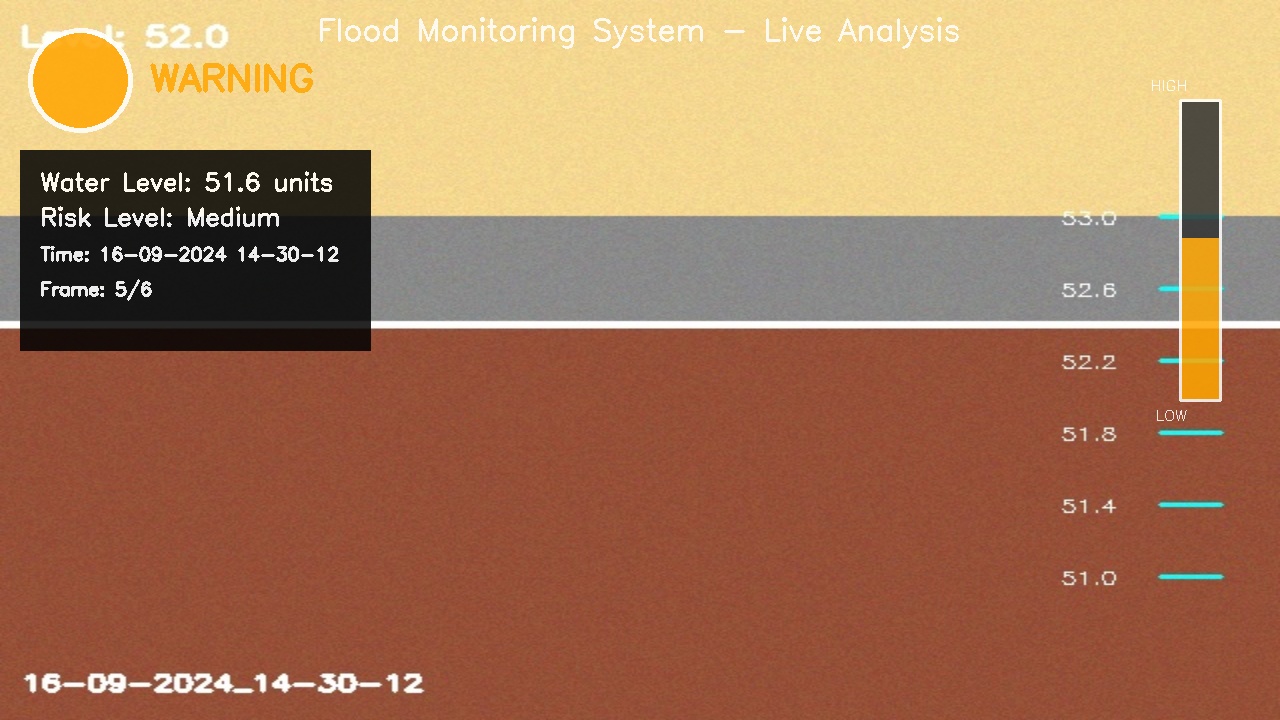 Level: 52.0
Flood Monitoring System - Live Analysis
WARNING
HIGH
Water Level: 51.6 units
Risk Level: Medium
Time: 16-09-2024 14-30-12
Frame: 5/6
53.0
52.6
52.2
LOW
51.8
51.4
51.0
16-09-2024_14-30-12